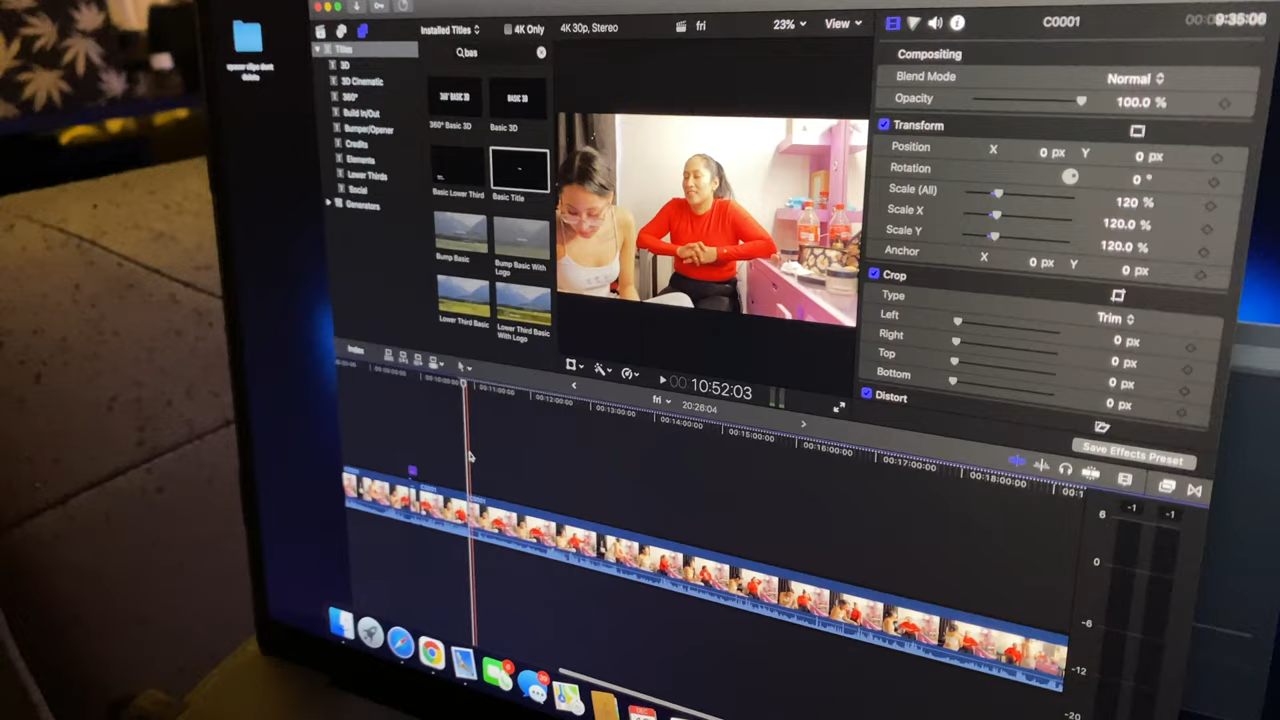 Installed Titles
4K Only
4K 30p, Stereo
fri
23%
View
C0001
9:35:06
bas
Titles
3D
3D Cinematic
360°
Build In/Out
Bumper/Opener
Credits
Elements
Lower Thirds
Social
Generators
360° BASIC 3D
BASIC 3D
360° Basic 3D
Basic 3D
Basic Lower Third
Basic Title
Bump Basic
Bump Basic With
Logo
Lower Third Basic
Lower Third Basic
With Logo
Compositing
Blend Mode
Normal
Opacity
100.0 %
Transform
Position
X
0 px
Y
0 px
Rotation
0 °
Scale (All)
120 %
Scale X
120.0 %
Scale Y
120.0 %
Anchor
X
0 px
Y
0 px
Crop
Type
Trim
Left
0 px
Right
0 px
Top
0 px
Bottom
0 px
Distort
Save Effects Preset
Index
10:52:03
fri
20:26:04
00:11:00:00
00:12:00:00
00:13:00:00
00:14:00:00
00:15:00:00
00:16:00:00
00:17:00:00
00:18:00:00
C0001
C0001
-1
-1
6
0
-6
-12
-20